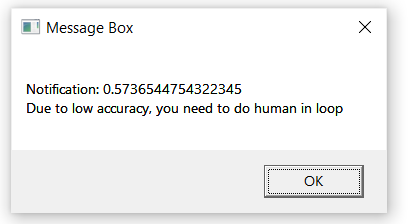 Message Box
Notification: 0.5736544754322345
Due to low accuracy, you need to do human in loop
OK